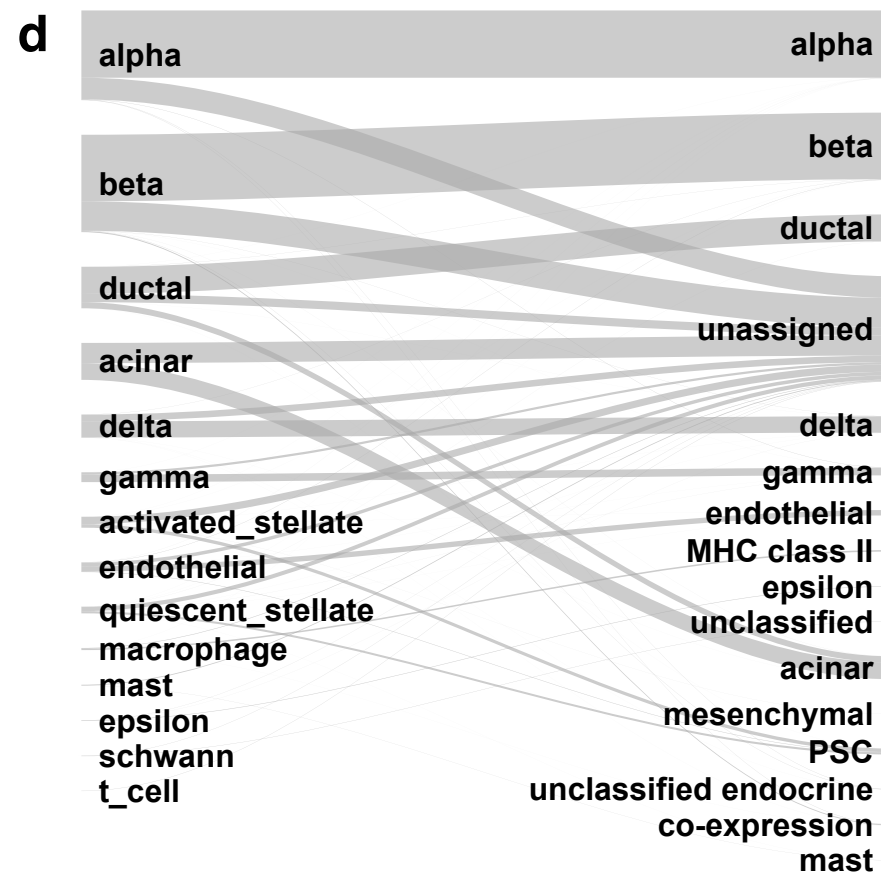 d
alpha
beta
ductal
acinar
delta
gamma
activated_stellate
endothelial
quiescent_stellate
macrophage
mast
epsilon
schwann
t_cell
alpha
beta
ductal
unassigned
delta
gamma
endothelial
MHC class II
epsilon
unclassified
acinar
mesenchymal
PSC
unclassified endocrine
co-expression
mast